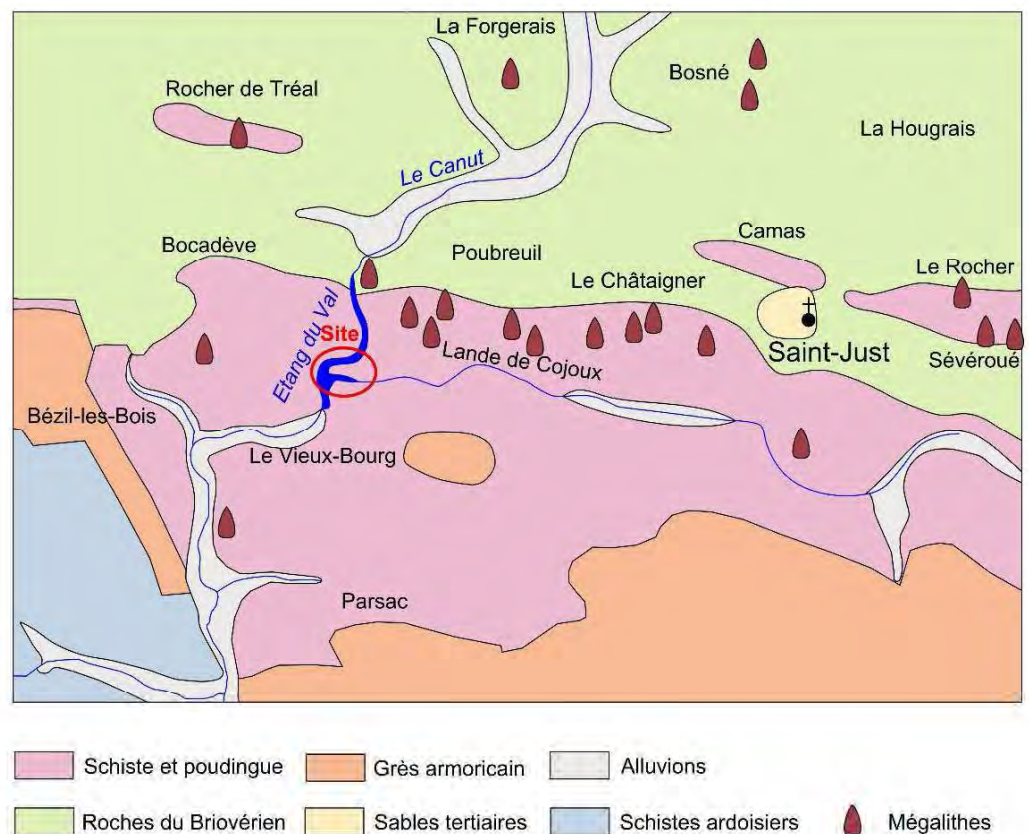 La Forgerais
Bosné
Rocher de Tréal
La Hougrais
Le Canut
Camas
Bocadève
Poubreuil
Le Rocher
Le Châtaigner
Etang du Val
Site
Saint-Just
Lande de Cojoux
Sévéroué
Bézil-les-Bois
Le Vieux-Bourg
Parsac
Schiste et poudingue
Grès armoricain
Alluvions
Roches du Briovérien
Sables tertiaires
Schistes ardoisiers
Mégalithes